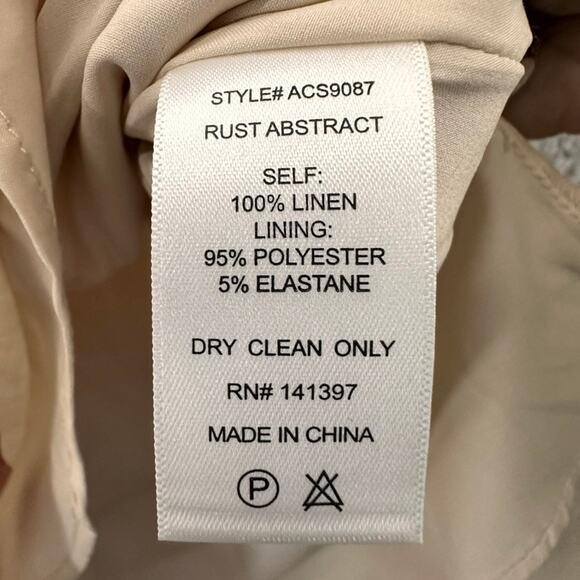 STYLE# ACS9087
RUST ABSTRACT
SELF:
100% LINEN
LINING:
95% POLYESTER
5% ELASTANE
DRY CLEAN ONLY
RN# 141397
MADE IN CHINA
P